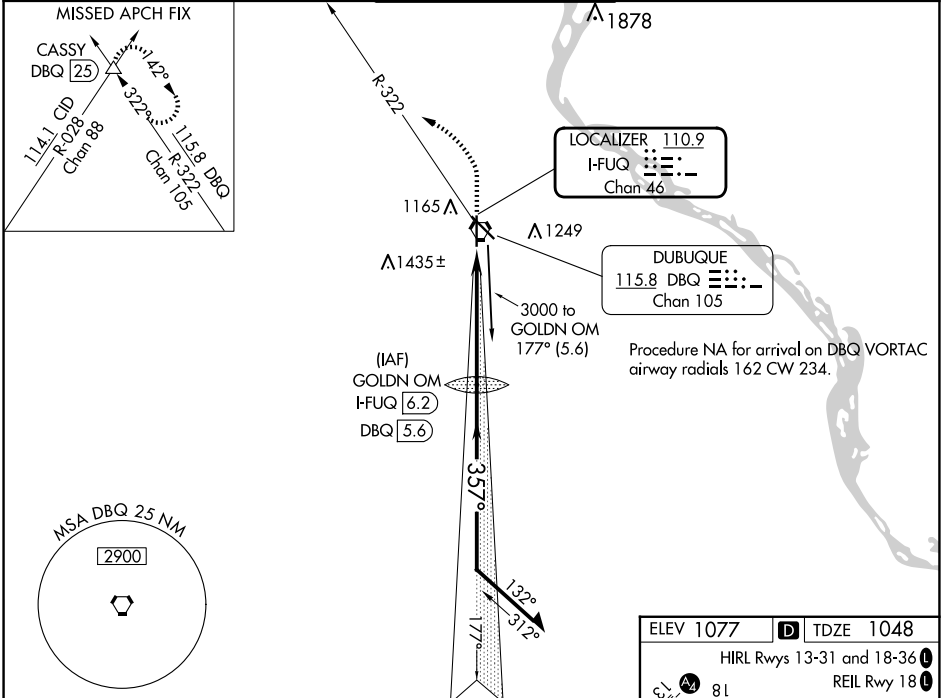 MISSED APCH FIX
CASSY
DBQ 25
142°
322°
114.1 CID
R-028
Chan 88
115.8 DBQ
R-322
Chan 105
R-322
1878
LOCALIZER 110.9
I-FUQ
Chan 46
1165
1249
1435±
DUBUQUE
115.8 DBQ
Chan 105
3000 to
GOLDN OM
177° (5.6)
Procedure NA for arrival on DBQ VORTAC
airway radials 162 CW 234.
(IAF)
GOLDN OM
I-FUQ 6.2
DBQ 5.6
357°
MSA DBQ 25 NM
2900
132°
312°
177°
ELEV 1077 D TDZE 1048
HIRL Rwys 13-31 and 18-36 L
REIL Rwy 18 L
13
A4
18